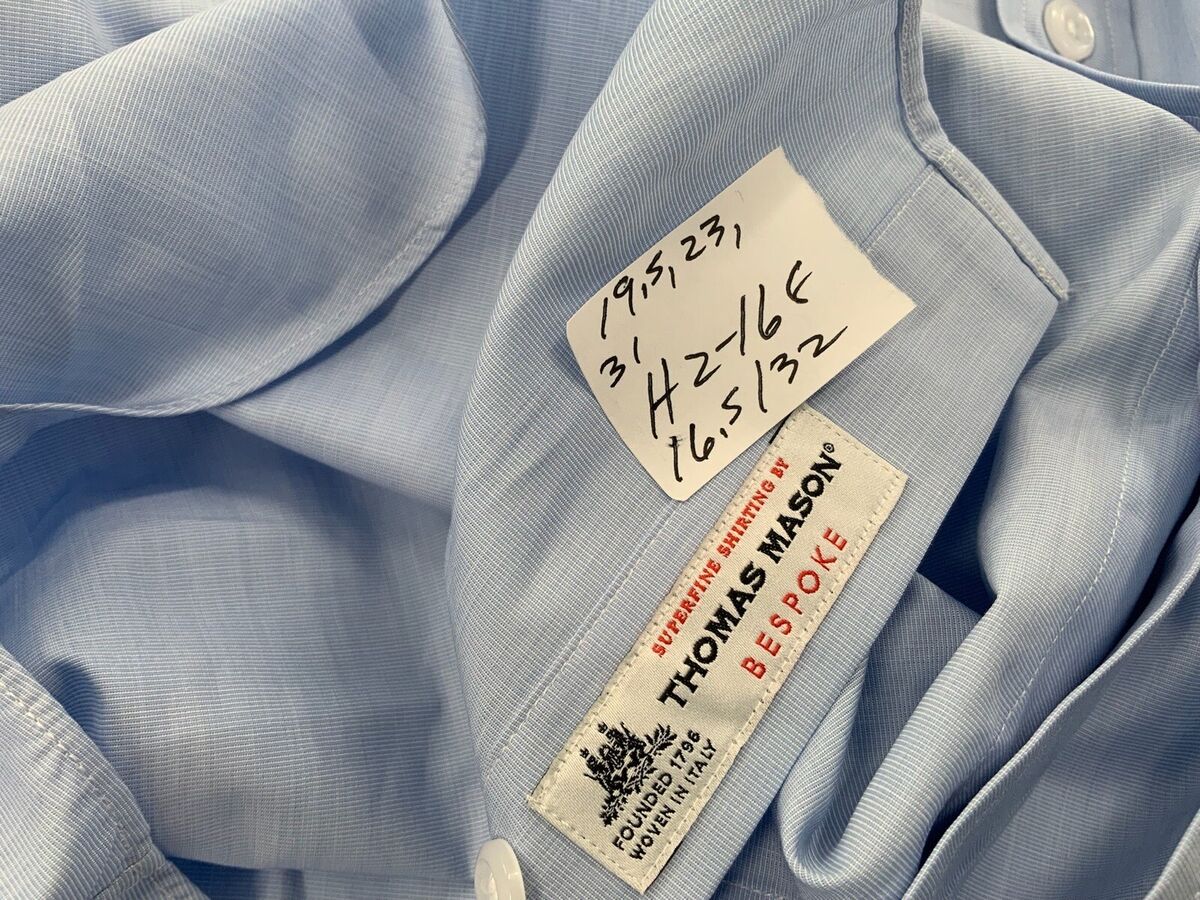 19,5,23,
31
H2-16E
16,5/32
SUPERFINE SHIRTING BY
THOMAS MASON®
BESPOKE
FOUNDED 1796
WOVEN IN ITALY